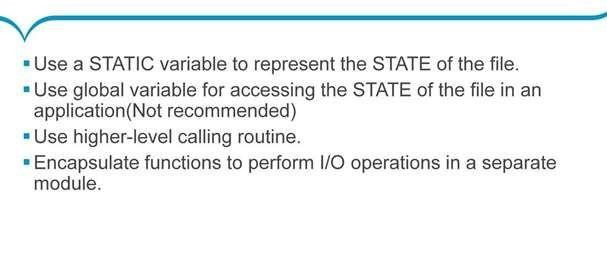 ▪Use a STATIC variable to represent the STATE of the file.
▪Use global variable for accessing the STATE of the file in an
application(Not recommended)
▪Use higher-level calling routine.
▪Encapsulate functions to perform I/O operations in a separate
module.